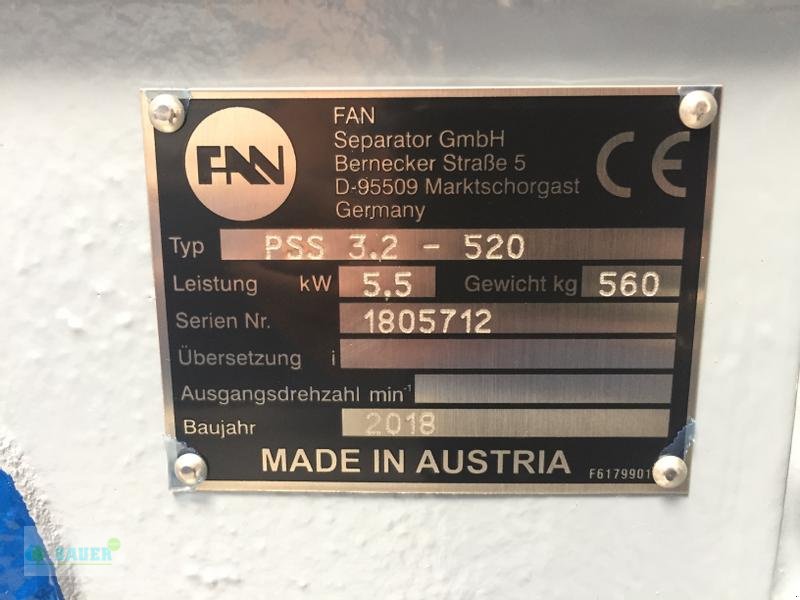 FAN
FAN
Separator GmbH
Bernecker Straße 5
D-95509 Marktschorgast
Germany
CE
Typ PSS 3.2 - 520
Leistung kW 5.5 Gewicht kg 560
Serien Nr. 1805712
Übersetzung i
Ausgangsdrehzahl min⁻¹
Baujahr 2018
MADE IN AUSTRIA
BAUER